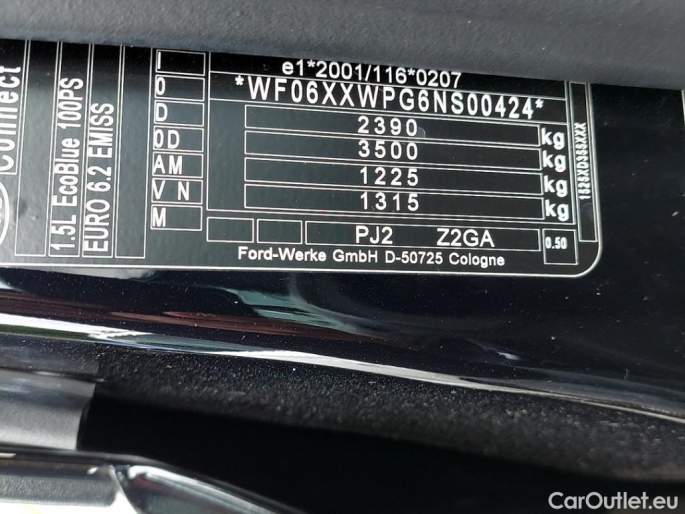 Connect
1.5L EcoBlue 100PS
EURO 6.2 EMISS
I
0
D
0D
AM
V N
M
e1*2001/116*0207
*WF06XXWPG6NS00424*
2390 kg
3500 kg
1225 kg
1315 kg
PJ2 Z2GA 0.50
Ford-Werke GmbH D-50725 Cologne
CarOutlet.eu